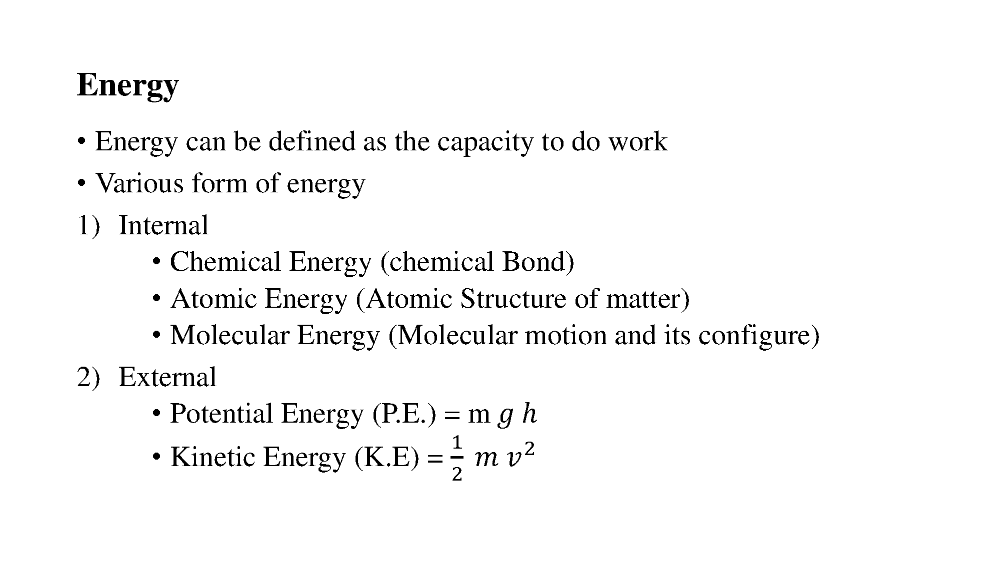 Energy
• Energy can be defined as the capacity to do work
• Various form of energy
1) Internal
• Chemical Energy (chemical Bond)
• Atomic Energy (Atomic Structure of matter)
• Molecular Energy (Molecular motion and its configure)
2) External
• Potential Energy (P.E.) = m 𝑔 ℎ
• Kinetic Energy (K.E) = 1/2 𝑚 𝑣²